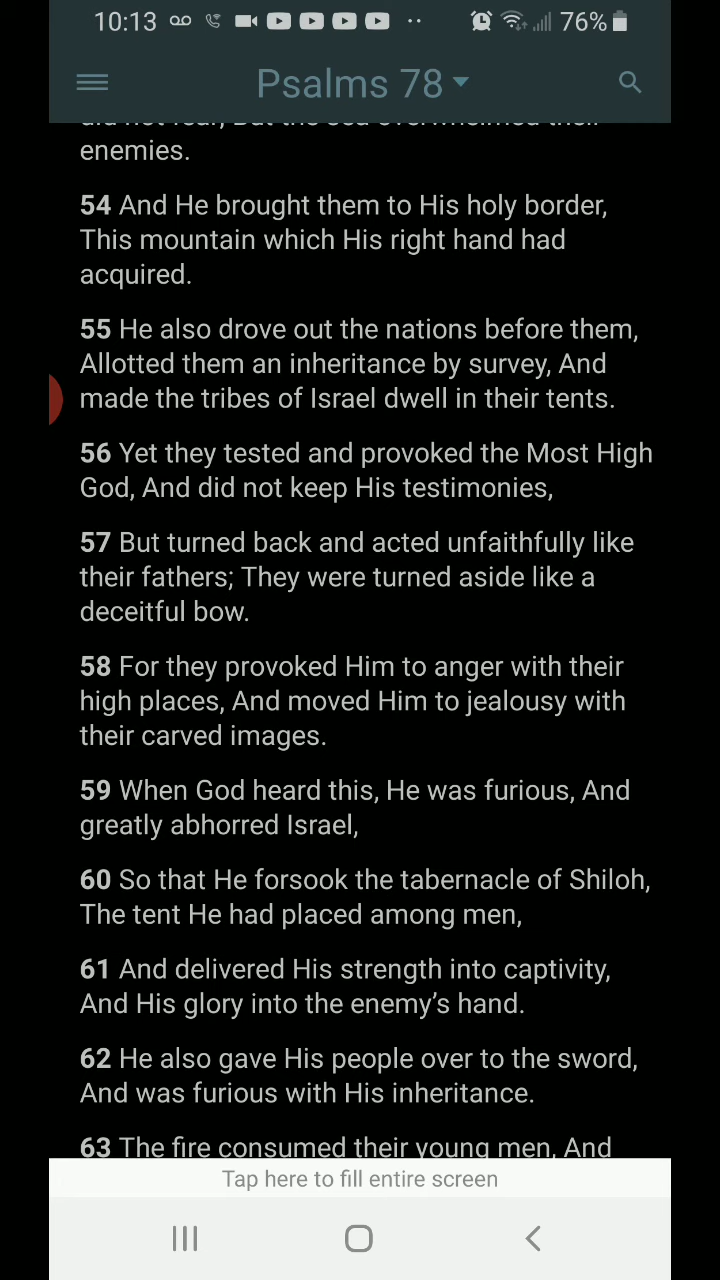 10:13 76%
Psalms 78
enemies.
54 And He brought them to His holy border,
This mountain which His right hand had
acquired.
55 He also drove out the nations before them,
Allotted them an inheritance by survey, And
made the tribes of Israel dwell in their tents.
56 Yet they tested and provoked the Most High
God, And did not keep His testimonies,
57 But turned back and acted unfaithfully like
their fathers; They were turned aside like a
deceitful bow.
58 For they provoked Him to anger with their
high places, And moved Him to jealousy with
their carved images.
59 When God heard this, He was furious, And
greatly abhorred Israel,
60 So that He forsook the tabernacle of Shiloh,
The tent He had placed among men,
61 And delivered His strength into captivity,
And His glory into the enemy’s hand.
62 He also gave His people over to the sword,
And was furious with His inheritance.
63 The fire consumed their young men, And
Tap here to fill entire screen